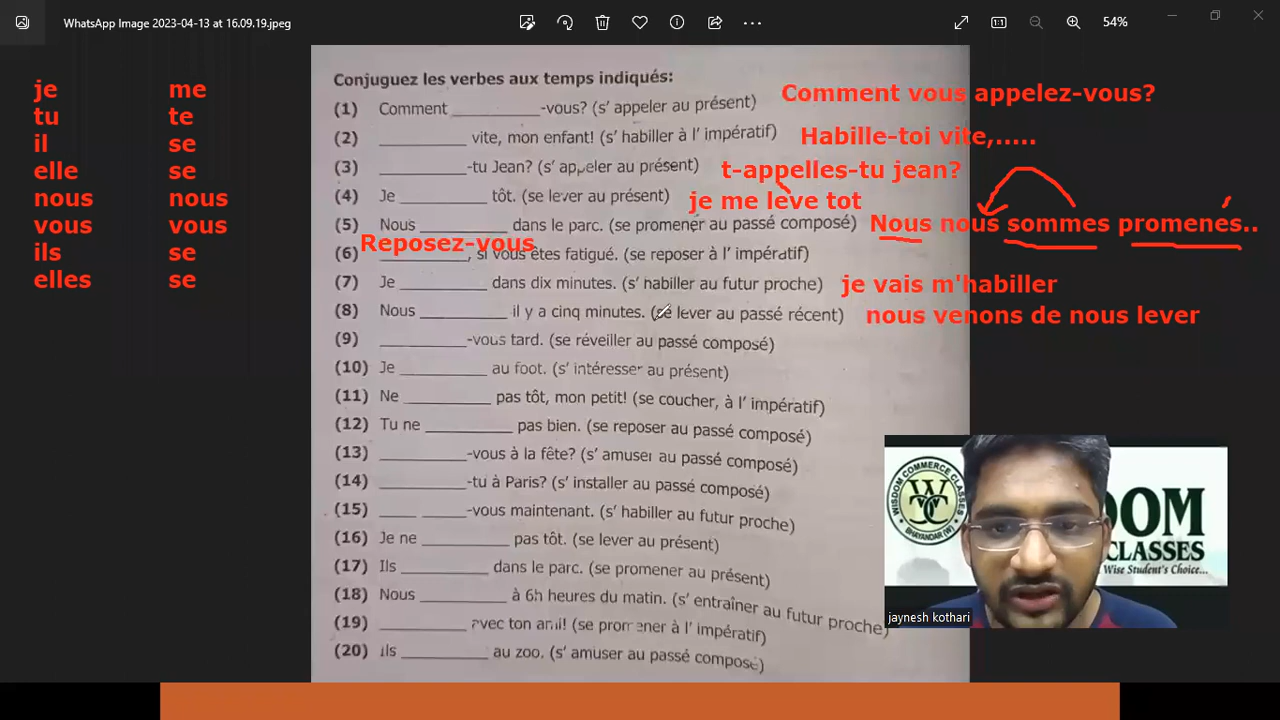 WhatsApp Image 2023-04-13 at 16.09.19.jpeg
1:1
54%
je me
tu te
il se
elle se
nous nous
vous vous
ils se
elles se
Conjuguez les verbes aux temps indiqués:
(1) Comment __________-vous? (s' appeler au présent) Comment vous appelez-vous?
(2) __________ vite, mon enfant! (s' habiller à l' impératif) Habille-toi vite,.....
(3) __________-tu Jean? (s' appeler au présent) t-appelles-tu jean?
(4) Je __________ tôt. (se lever au présent) je me leve tot
(5) Nous __________ dans le parc. (se promener au passé composé) Nous nous sommes promenes..
Reposez-vous
(6) __________, si vous êtes fatigué. (se reposer à l' impératif)
(7) Je __________ dans dix minutes. (s' habiller au futur proche) je vais m'habiller
(8) Nous __________ il y a cinq minutes. (se lever au passé récent) nous venons de nous lever
(9) __________-vous tard. (se réveiller au passé composé)
(10) Je __________ au foot. (s' intéresser au présent)
(11) Ne __________ pas tôt, mon petit! (se coucher, à l' impératif)
(12) Tu ne __________ pas bien. (se reposer au passé composé)
(13) __________-vous à la fête? (s' amuser au passé composé)
(14) __________-tu à Paris? (s' installer au passé composé)
(15) ____ _____-vous maintenant. (s' habiller au futur proche)
(16) Je ne __________ pas tôt. (se lever au présent)
(17) Ils __________ dans le parc. (se promener au présent)
(18) Nous __________ à 6h heures du matin. (s' entraîner au futur proche)
(19) __________ avec ton ami! (se promener à l' impératif)
(20) Ils __________ au zoo. (s' amuser au passé composé)
WISDOM COMMERCE CLASSES
BHAYANDAR (W)
DOM
CLASSES
Wise Student's Choice...
jaynesh kothari